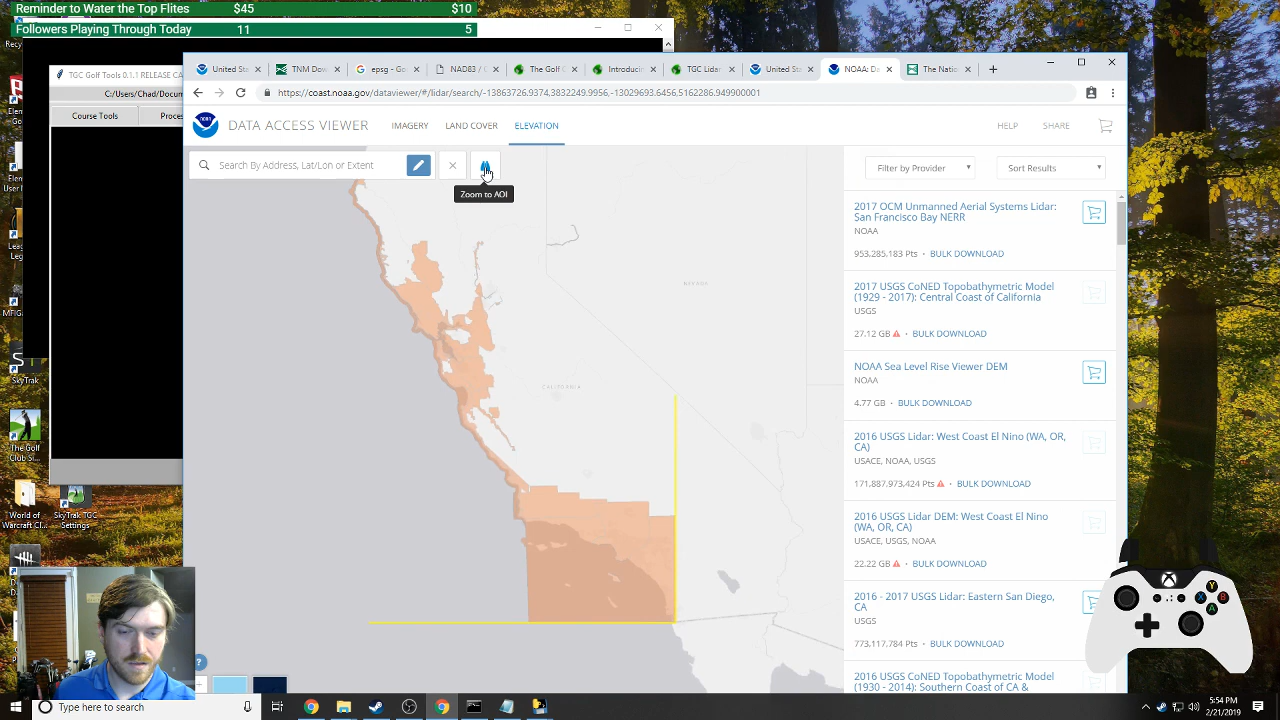 Reminder to Water the Top Flites $45 $10
Followers Playing Through Today 11 5
TGC Golf Tools 0.1.1 RELEASE CA
C:/Users/Chad/Docum
Course Tools
Proces
United Sta
TNM Dow
epsg - Go
NAD83 /
The Golf C
Introducin
TGC Lidar
United Sta
NOAA: Da
The Nation
https://coast.noaa.gov/dataviewer/#/lidar/search/-13863726.9374,3832249.9956,-13029693.6456,5162286.949900001
DATA ACCESS VIEWER
IMAGERY
LAND COVER
ELEVATION
HELP
SHARE
Search By Address, Lat/Lon or Extent
Zoom to AOI
Filter by Provider
Sort Results
2017 OCM Unmanned Aerial Systems Lidar:
San Francisco Bay NERR
NOAA
953,285,183 Pts • BULK DOWNLOAD
2017 USGS CoNED Topobathymetric Model
(1929 - 2017): Central Coast of California
USGS
27.12 GB • BULK DOWNLOAD
NOAA Sea Level Rise Viewer DEM
NOAA
4.77 GB • BULK DOWNLOAD
2016 USGS Lidar: West Coast El Nino (WA, OR,
CA)
USACE, NOAA, USGS
171,887,973,424 Pts • BULK DOWNLOAD
2016 USGS Lidar DEM: West Coast El Nino
(WA, OR, CA)
USACE, USGS, NOAA
22.22 GB • BULK DOWNLOAD
2016 - 2017 USGS Lidar: Eastern San Diego,
CA
USGS
773,117,784 Pts • BULK DOWNLOAD
2016 USGS CoNED Topobathymetric Model
(1930 - 2014): Southern Coast of CA &
NEVADA
CALIFORNIA
SkyTrak
The Golf
Club Si...
World of
Warcraft Cl...
SkyTrak TGC
Settings
?
Y
X
B
A
Type here to search
5:54 PM
2/21/2019